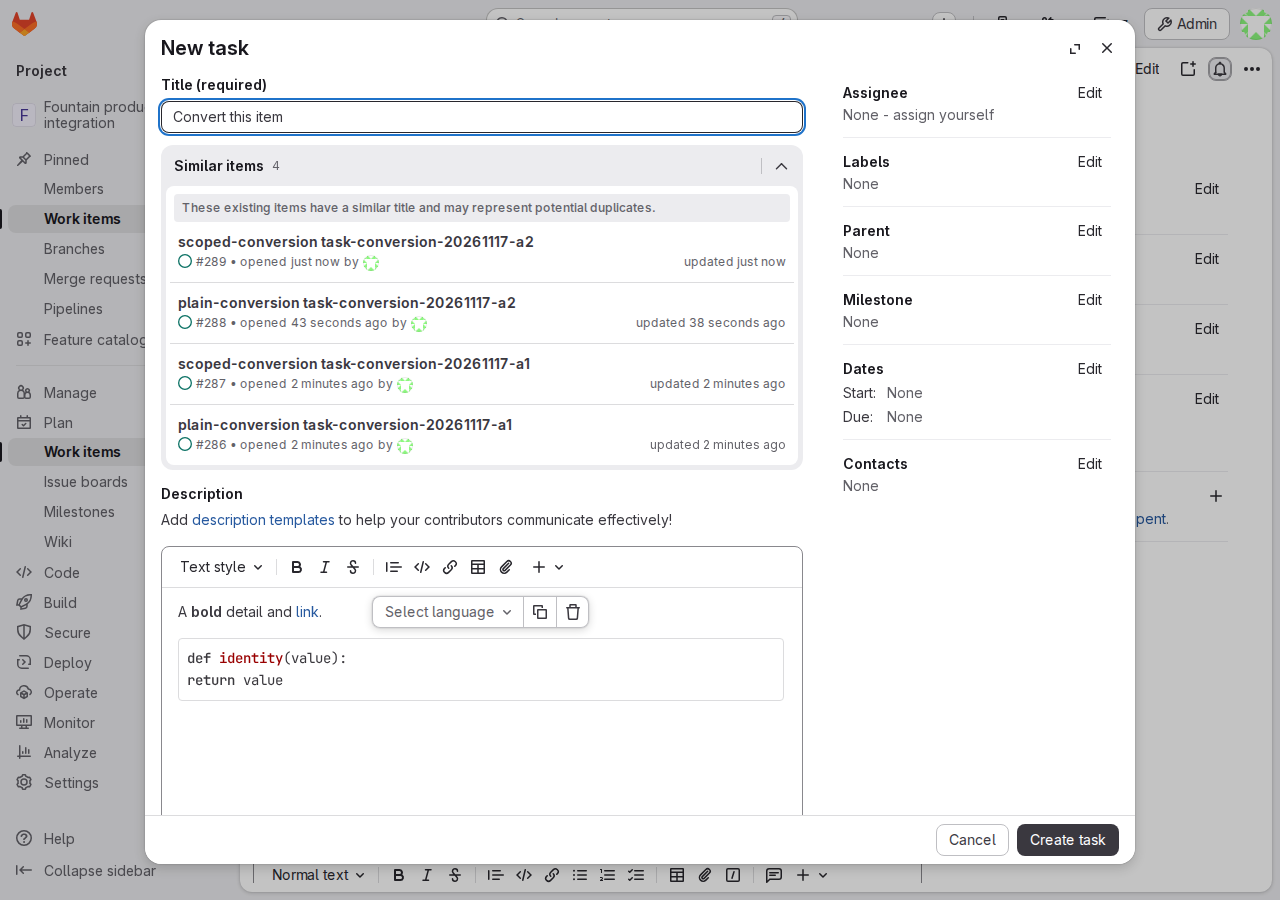 Admin
Project
F
Fountain produ
integration
Pinned
Members
Work items
Branches
Merge requests
Pipelines
Feature catalog
Manage
Plan
Work items
Issue boards
Milestones
Wiki
Code
Build
Secure
Deploy
Operate
Monitor
Analyze
Settings
Help
Collapse sidebar
New task
Title (required)
Convert this item
Similar items 4
These existing items have a similar title and may represent potential duplicates.
scoped-conversion task-conversion-20261117-a2
#289 • opened just now by
updated just now
plain-conversion task-conversion-20261117-a2
#288 • opened 43 seconds ago by
updated 38 seconds ago
scoped-conversion task-conversion-20261117-a1
#287 • opened 2 minutes ago by
updated 2 minutes ago
plain-conversion task-conversion-20261117-a1
#286 • opened 2 minutes ago by
updated 2 minutes ago
Description
Add description templates to help your contributors communicate effectively!
Text style
A bold detail and link.
Select language
def identity(value):
return value
Assignee Edit
None - assign yourself
Labels Edit
None
Parent Edit
None
Milestone Edit
None
Dates Edit
Start: None
Due: None
Contacts Edit
None
Cancel
Create task
Edit
Edit
Edit
Edit
Edit
pent.
Normal text